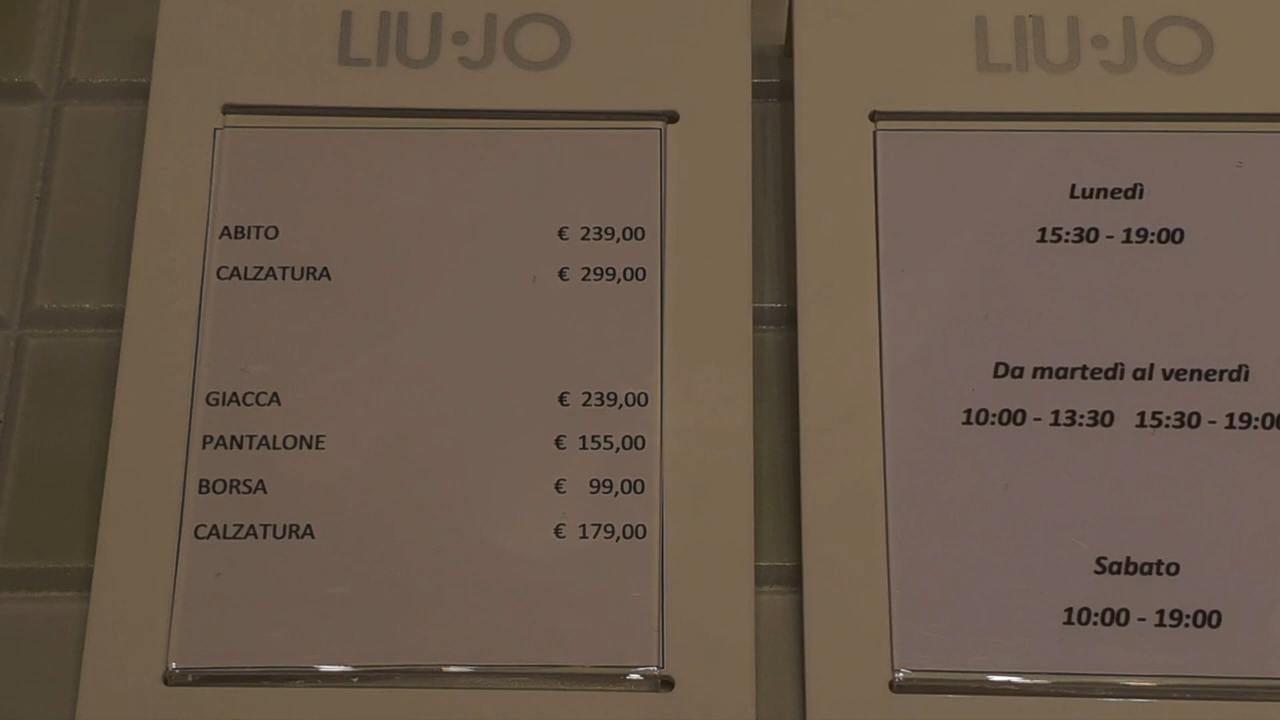 LIU·JO
ABITO € 239,00
CALZATURA € 299,00
GIACCA € 239,00
PANTALONE € 155,00
BORSA € 99,00
CALZATURA € 179,00
LIU·JO
Lunedì
15:30 - 19:00
Da martedì al venerdì
10:00 - 13:30 15:30 - 19:00
Sabato
10:00 - 19:00